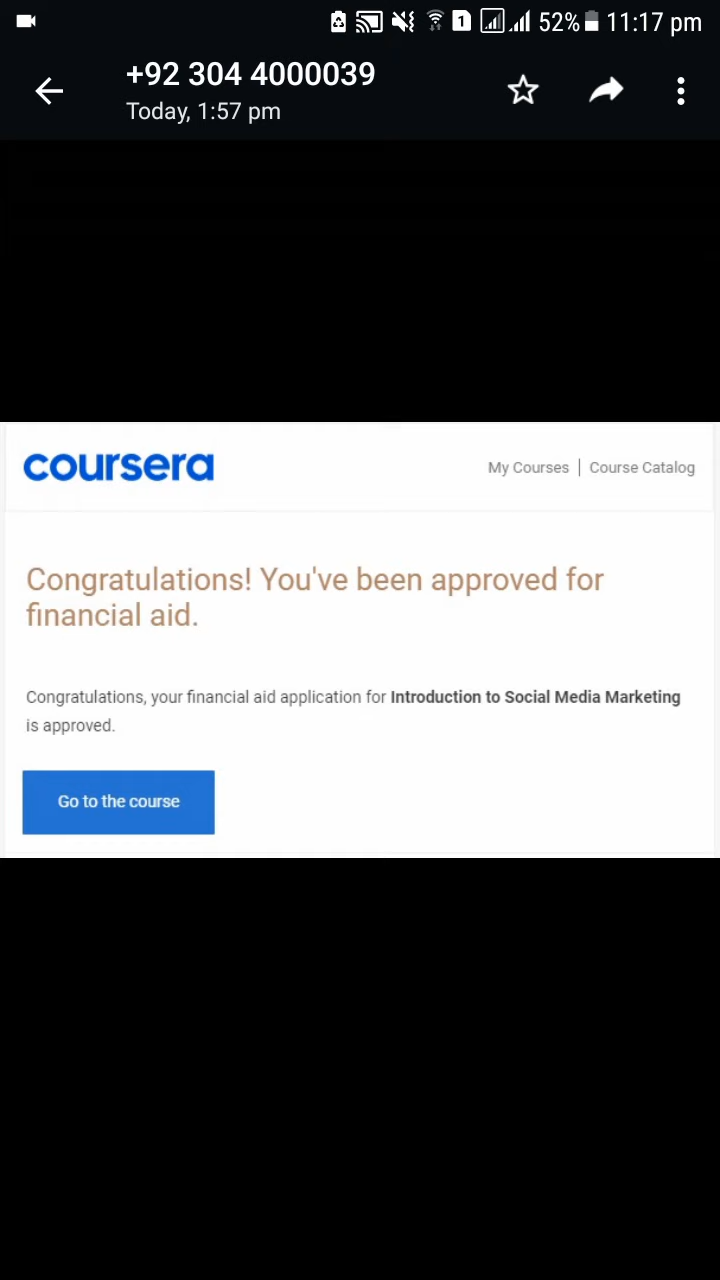 1 52% 11:17 pm
+92 304 4000039
Today, 1:57 pm
coursera
My Courses | Course Catalog
Congratulations! You've been approved for
financial aid.
Congratulations, your financial aid application for Introduction to Social Media Marketing
is approved.
Go to the course